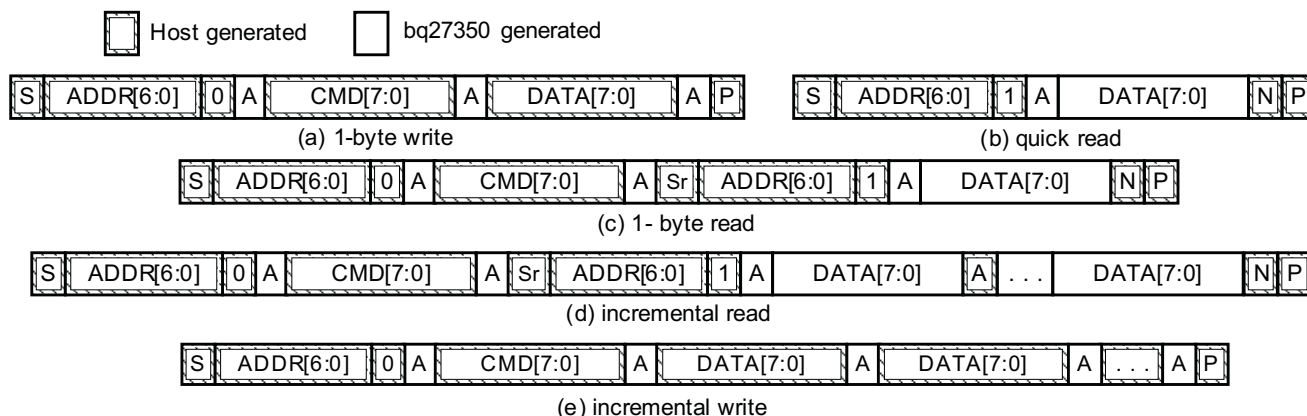 Host generated bq27350 generated
S ADDR[6:0] 0 A CMD[7:0] A DATA[7:0] A P S ADDR[6:0] 1 A DATA[7:0] N P
(a) 1-byte write (b) quick read
S ADDR[6:0] 0 A CMD[7:0] A Sr ADDR[6:0] 1 A DATA[7:0] N P
(c) 1- byte read
S ADDR[6:0] 0 A CMD[7:0] A Sr ADDR[6:0] 1 A DATA[7:0] A . . . DATA[7:0] N P
(d) incremental read
S ADDR[6:0] 0 A CMD[7:0] A DATA[7:0] A DATA[7:0] A . . . A P
(e) incremental write